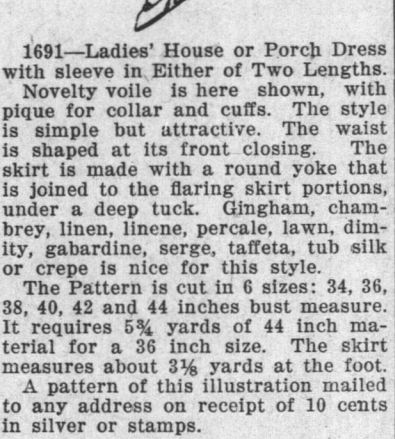 1691—Ladies' House or Porch Dress
with sleeve in Either of Two Lengths.
Novelty voile is here shown, with
pique for collar and cuffs. The style
is simple but attractive. The waist
is shaped at its front closing. The
skirt is made with a round yoke that
is joined to the flaring skirt portions,
under a deep tuck. Gingham, cham-
brey, linen, linene, percale, lawn, dim-
ity, gabardine, serge, taffeta, tub silk
or crepe is nice for this style.
The Pattern is cut in 6 sizes: 34, 36,
38, 40, 42 and 44 inches bust measure.
It requires 5¾ yards of 44 inch ma-
terial for a 36 inch size. The skirt
measures about 3⅛ yards at the foot.
A pattern of this illustration mailed
to any address on receipt of 10 cents
in silver or stamps.